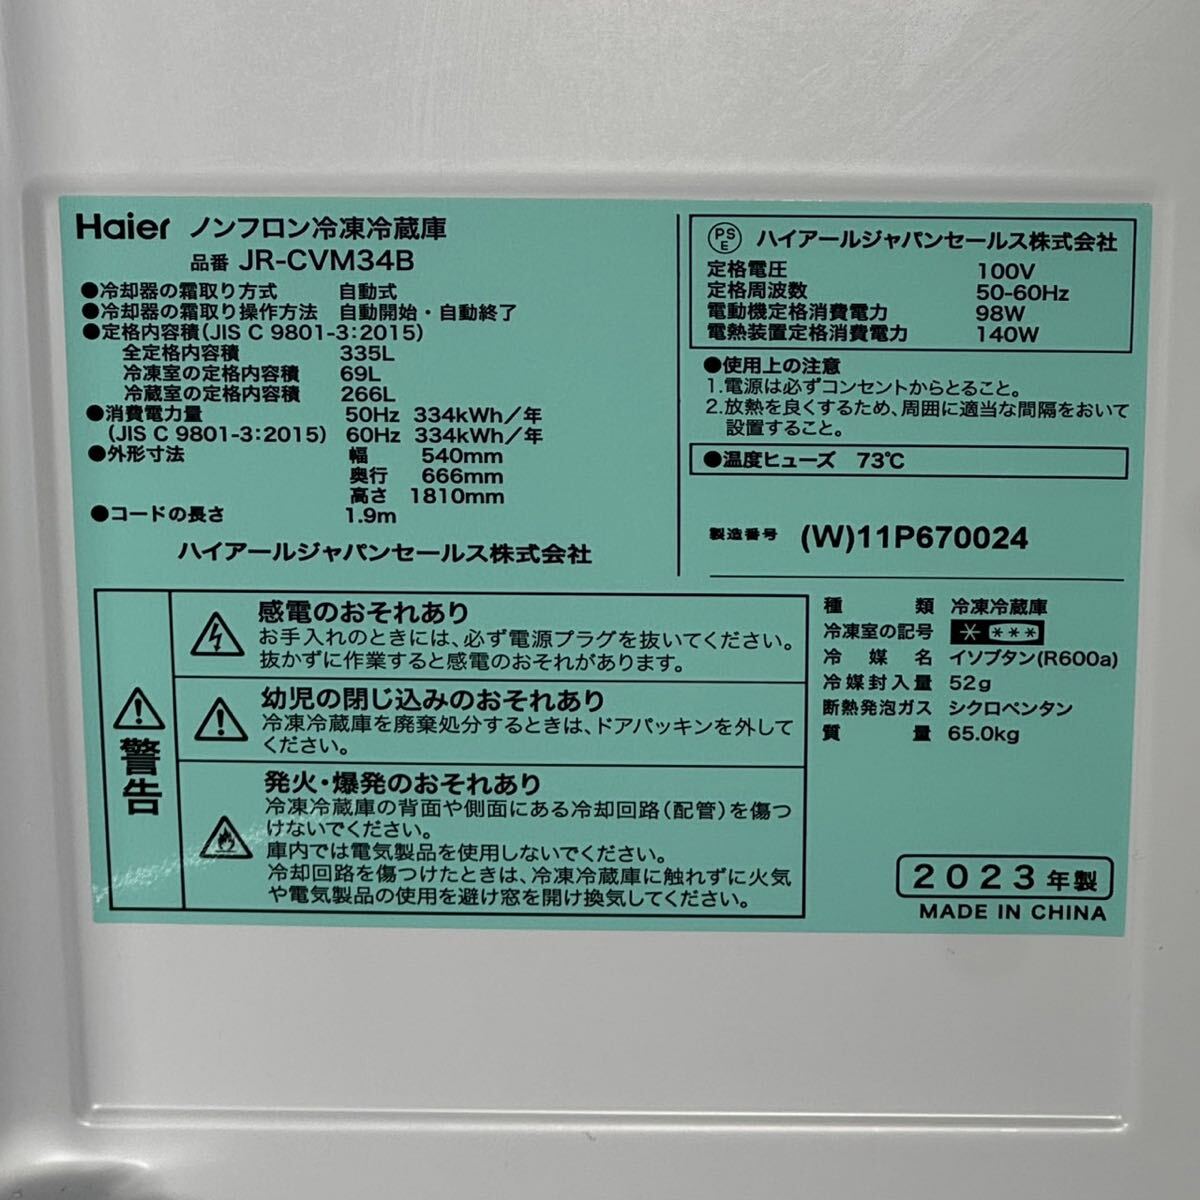 Haier ノンフロン冷凍冷蔵庫
品番 JR-CVM34B
●冷却器の霜取り方式 自動式
●冷却器の霜取り操作方法 自動開始・自動終了
●定格内容積(JIS C 9801-3:2015)
全定格内容積 335L
冷凍室の定格内容積 69L
冷蔵室の定格内容積 266L
●消費電力量 50Hz 334kWh/年
(JIS C 9801-3:2015) 60Hz 334kWh/年
●外形寸法 幅 540mm
奥行 666mm
高さ 1810mm
●コードの長さ 1.9m
ハイアールジャパンセールス株式会社
PS E ハイアールジャパンセールス株式会社
定格電圧 100V
定格周波数 50-60Hz
電動機定格消費電力 98W
電熱装置定格消費電力 140W
●使用上の注意
1.電源は必ずコンセントからとること。
2.放熱を良くするため、周囲に適当な間隔をおいて
設置すること。
●温度ヒューズ 73℃
製造番号 (W)11P670024
警告
感電のおそれあり
お手入れのときには、必ず電源プラグを抜いてください。
抜かずに作業すると感電のおそれがあります。
幼児の閉じ込みのおそれあり
冷凍冷蔵庫を廃棄処分するときは、ドアパッキンを外して
ください。
発火・爆発のおそれあり
冷凍冷蔵庫の背面や側面にある冷却回路(配管)を傷つ
けないでください。
庫内では電気製品を使用しないでください。
冷却回路を傷つけたときは、冷凍冷蔵庫に触れずに火気
や電気製品の使用を避け窓を開け換気してください。
種類 冷凍冷蔵庫
冷凍室の記号 * ***
冷媒名 イソブタン(R600a)
冷媒封入量 52g
断熱発泡ガス シクロペンタン
質量 65.0kg
2023年製
MADE IN CHINA